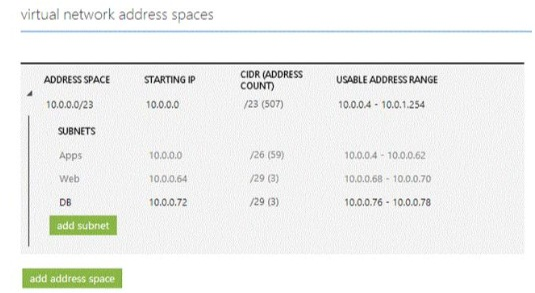 virtual network address spaces
ADDRESS SPACE STARTING IP CIDR (ADDRESS COUNT) USABLE ADDRESS RANGE
10.0.0.0/23 10.0.0.0 /23 (507) 10.0.0.4 - 10.0.1.254
SUBNETS
Apps 10.0.0.0 /26 (59) 10.0.0.4 - 10.0.0.62
Web 10.0.0.64 /29 (3) 10.0.0.68 - 10.0.0.70
DB 10.0.0.72 /29 (3) 10.0.0.76 - 10.0.0.78
add subnet
add address space